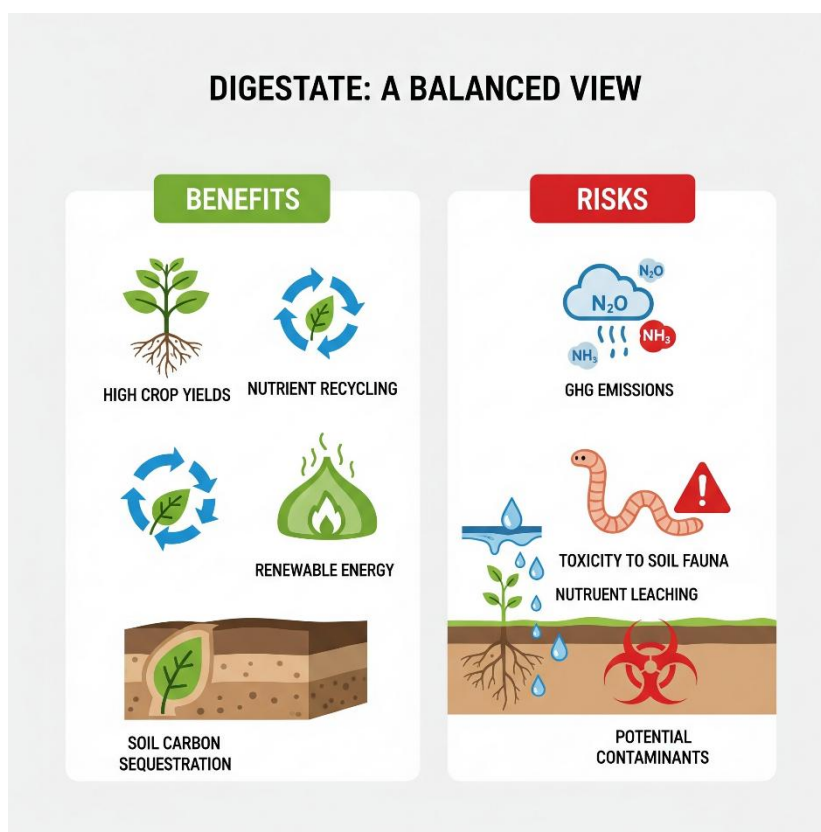 DIGESTATE: A BALANCED VIEW
BENEFITS
HIGH CROP YIELDS
NUTRIENT RECYCLING
RENEWABLE ENERGY
SOIL CARBON
SEQUESTRATION
RISKS
N₂O
N₂O
NH₃
NH₃
GHG EMISSIONS
TOXICITY TO SOIL FAUNA
NUTRUENT LEACHING
POTENTIAL
CONTAMINANTS